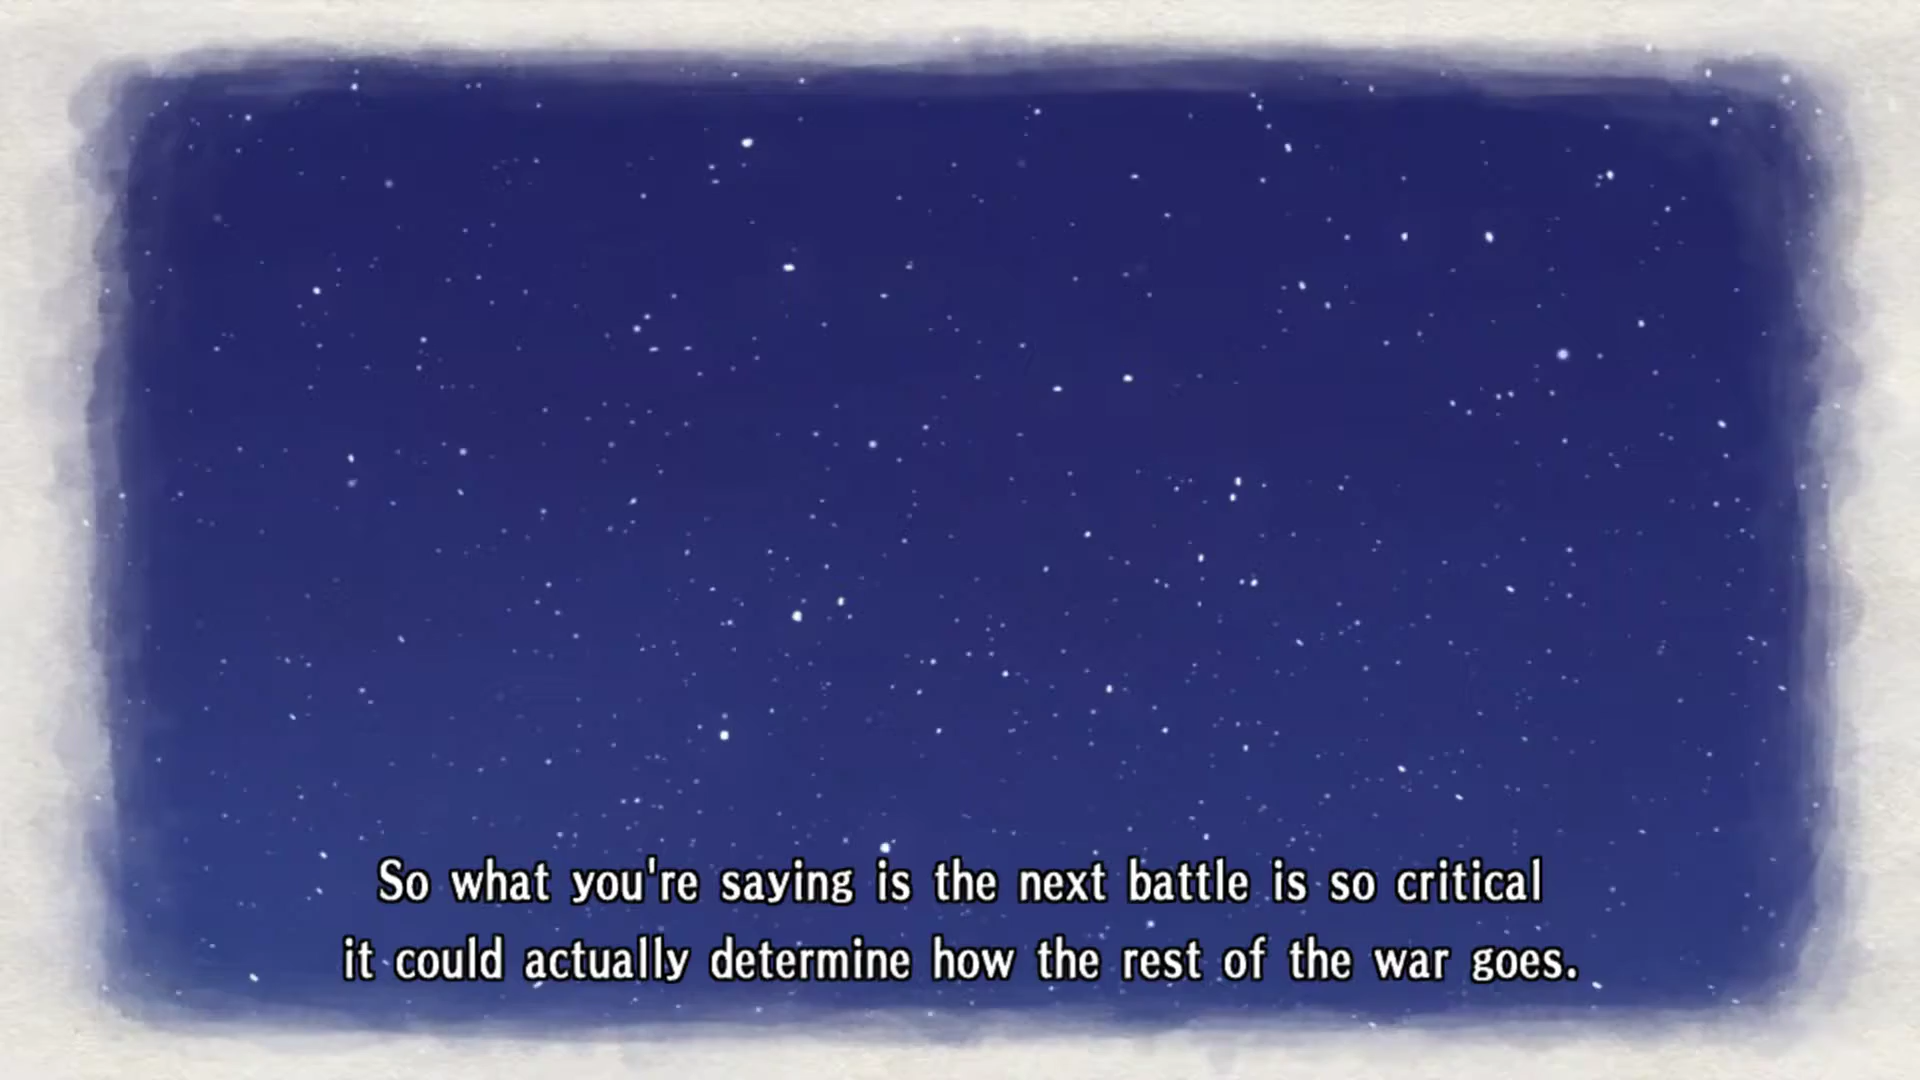 So what you're saying is the next battle is so critical
it could actually determine how the rest of the war goes.